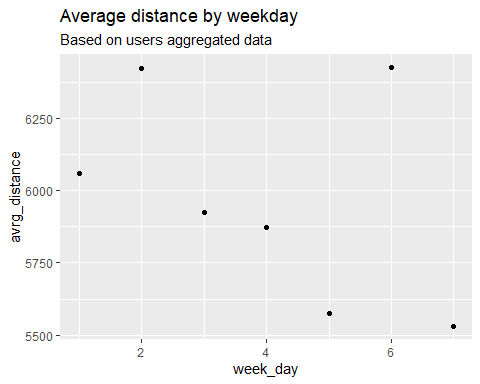 Average distance by weekday
Based on users aggregated data
6250
6000
5750
5500
avrg_distance
2
4
6
week_day